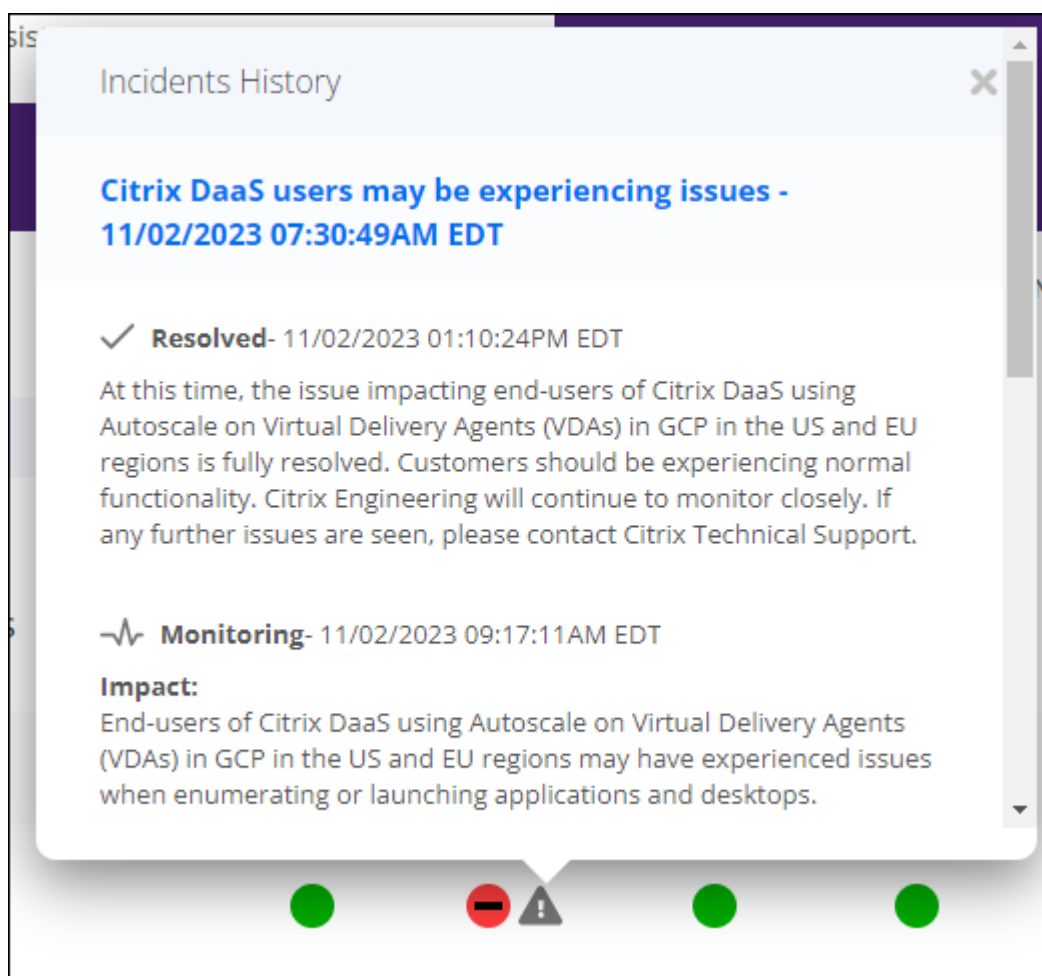 sis
Incidents History
Citrix DaaS users may be experiencing issues -
11/02/2023 07:30:49AM EDT
Resolved- 11/02/2023 01:10:24PM EDT
At this time, the issue impacting end-users of Citrix DaaS using
Autoscale on Virtual Delivery Agents (VDAs) in GCP in the US and EU
regions is fully resolved. Customers should be experiencing normal
functionality. Citrix Engineering will continue to monitor closely. If
any further issues are seen, please contact Citrix Technical Support.
Monitoring- 11/02/2023 09:17:11AM EDT
Impact:
End-users of Citrix DaaS using Autoscale on Virtual Delivery Agents
(VDAs) in GCP in the US and EU regions may have experienced issues
when enumerating or launching applications and desktops.